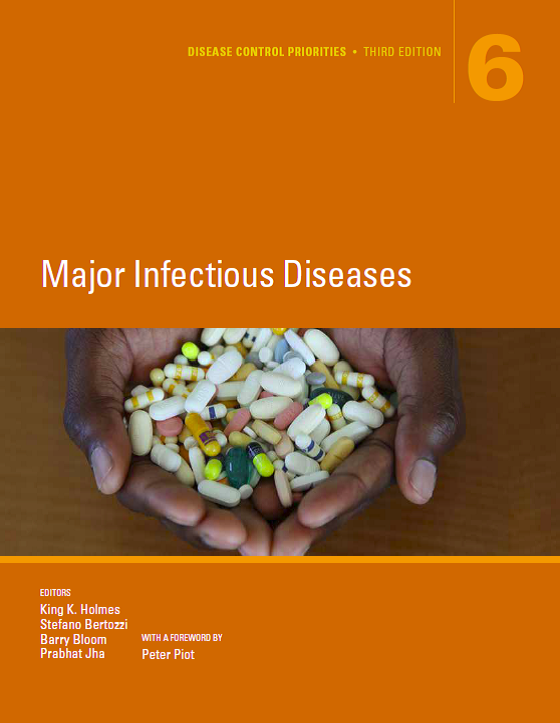 DISEASE CONTROL PRIORITIES • THIRD EDITION
6
Major Infectious Diseases
EDITORS
King K. Holmes
Stefano Bertozzi
Barry Bloom
Prabhat Jha
WITH A FOREWORD BY
Peter Piot